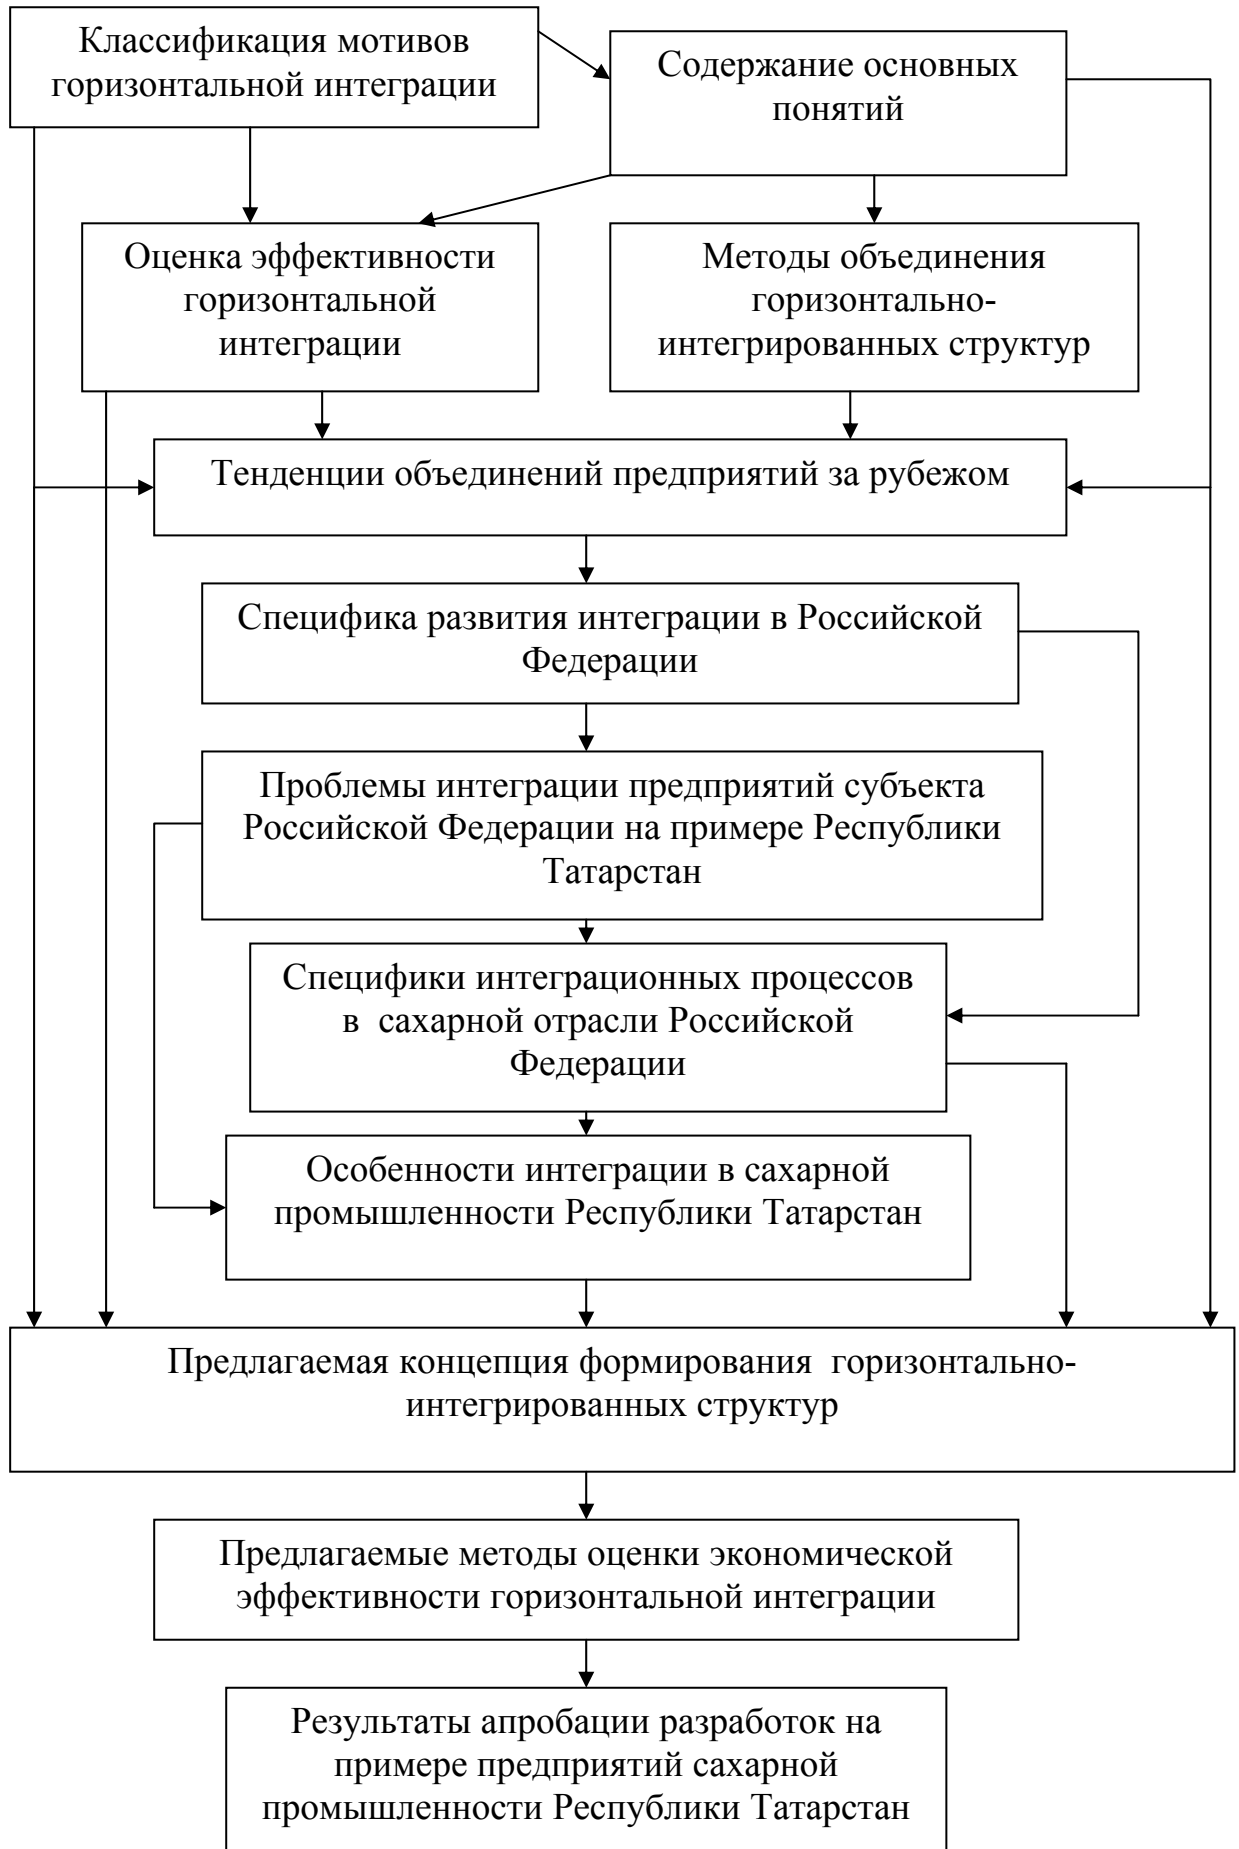 Классификация мотивов
горизонтальной интеграции
Содержание основных
понятий
Оценка эффективности
горизонтальной
интеграции
Методы объединения
горизонтально-
интегрированных структур
Тенденции объединений предприятий за рубежом
Специфика развития интеграции в Российской
Федерации
Проблемы интеграции предприятий субъекта
Российской Федерации на примере Республики
Татарстан
Специфики интеграционных процессов
в  сахарной отрасли Российской
Федерации
Особенности интеграции в сахарной
промышленности Республики Татарстан
Предлагаемая концепция формирования  горизонтально-
интегрированных структур
Предлагаемые методы оценки экономической
эффективности горизонтальной интеграции
Результаты апробации разработок на
примере предприятий сахарной
промышленности Республики Татарстан